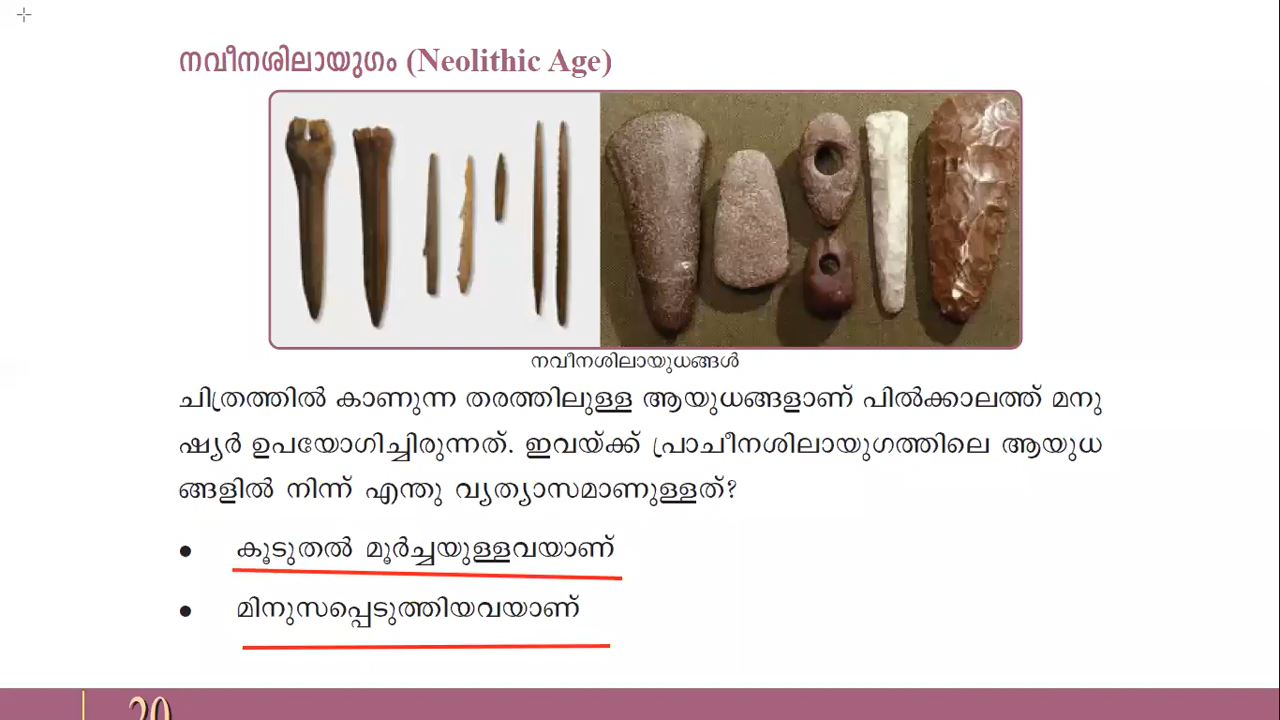 നവീനശിലായുഗം (Neolithic Age)
നവീനശിലായുധങ്ങൾ
ചിത്രത്തിൽ കാണുന്ന തരത്തിലുള്ള ആയുധങ്ങളാണ് പിൽക്കാലത്ത് മനു
ഷ്യർ ഉപയോഗിച്ചിരുന്നത്. ഇവയ്ക്ക് പ്രാചീനശിലായുഗത്തിലെ ആയുധ
ങ്ങളിൽ നിന്ന് എന്തു വ്യത്യാസമാണുള്ളത്?
● കൂടുതൽ മൂർച്ചയുള്ളവയാണ്
● മിനുസപ്പെടുത്തിയവയാണ്
20